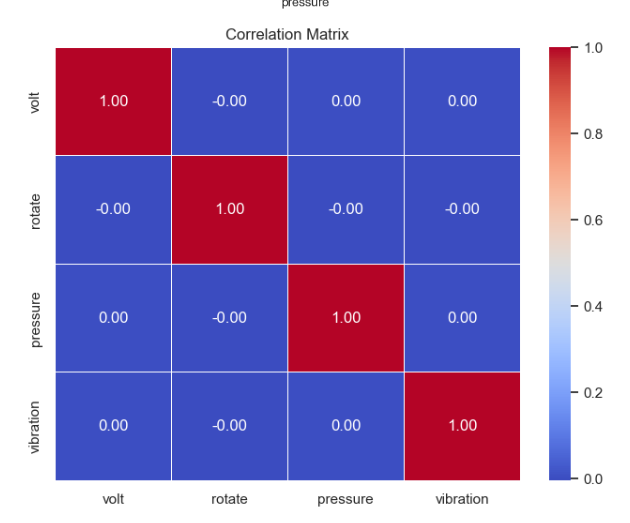 pressure
Correlation Matrix
volt 1.00 -0.00 0.00 0.00
rotate -0.00 1.00 -0.00 -0.00
pressure 0.00 -0.00 1.00 0.00
vibration 0.00 -0.00 0.00 1.00
volt rotate pressure vibration
1.0
0.8
0.6
0.4
0.2
0.0